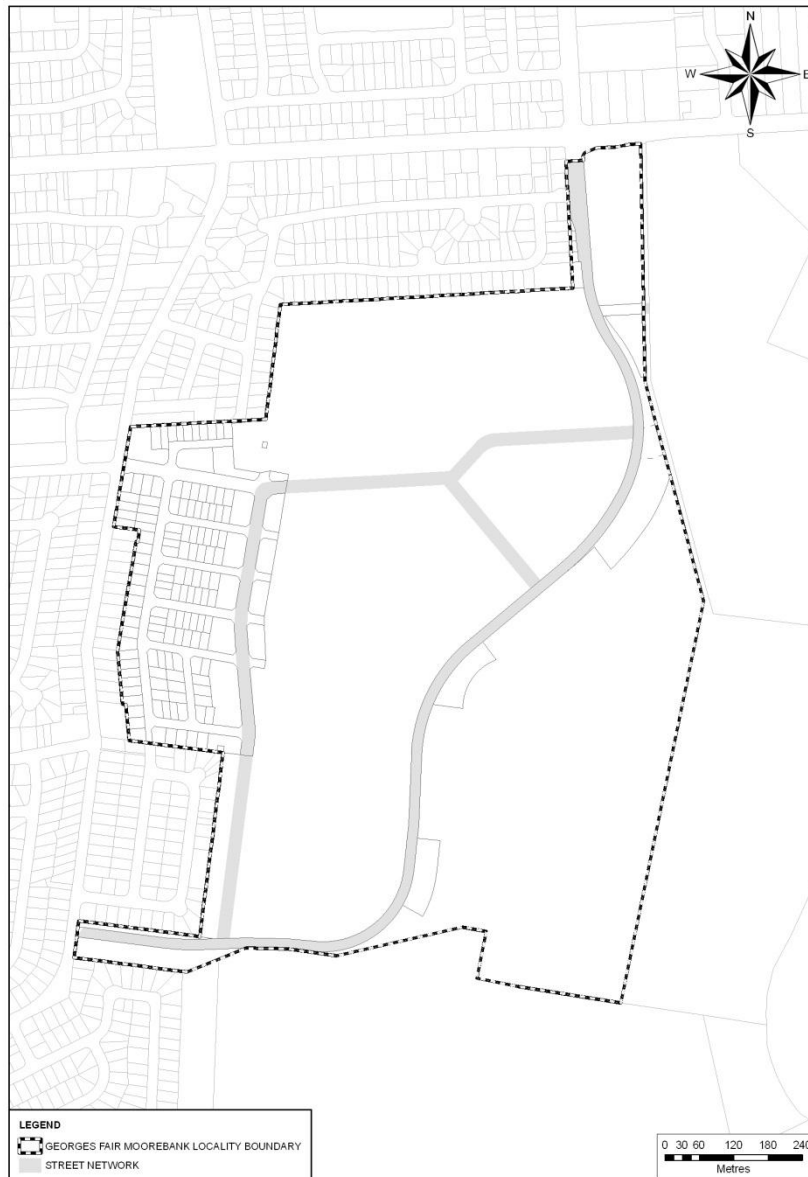 N
W E
S
LEGEND
GEORGES FAIR MOOREBANK LOCALITY BOUNDARY
STREET NETWORK
0 30 60 120 180 240
Metres